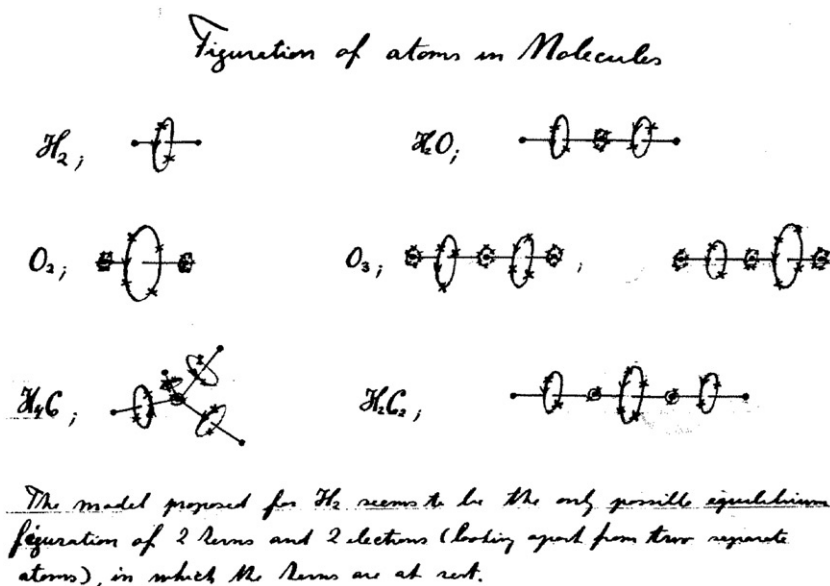 Figuration of atoms in Molecules
H₂;
H₂O;
O₂;
O₃;
;
H₄C;
H₂C₂;
The model proposed for H₂ seems to be the only possible equilibrium
figuration of 2 kerns and 2 electrons (looking apart from two separate
atoms), in which the kerns are at rest.